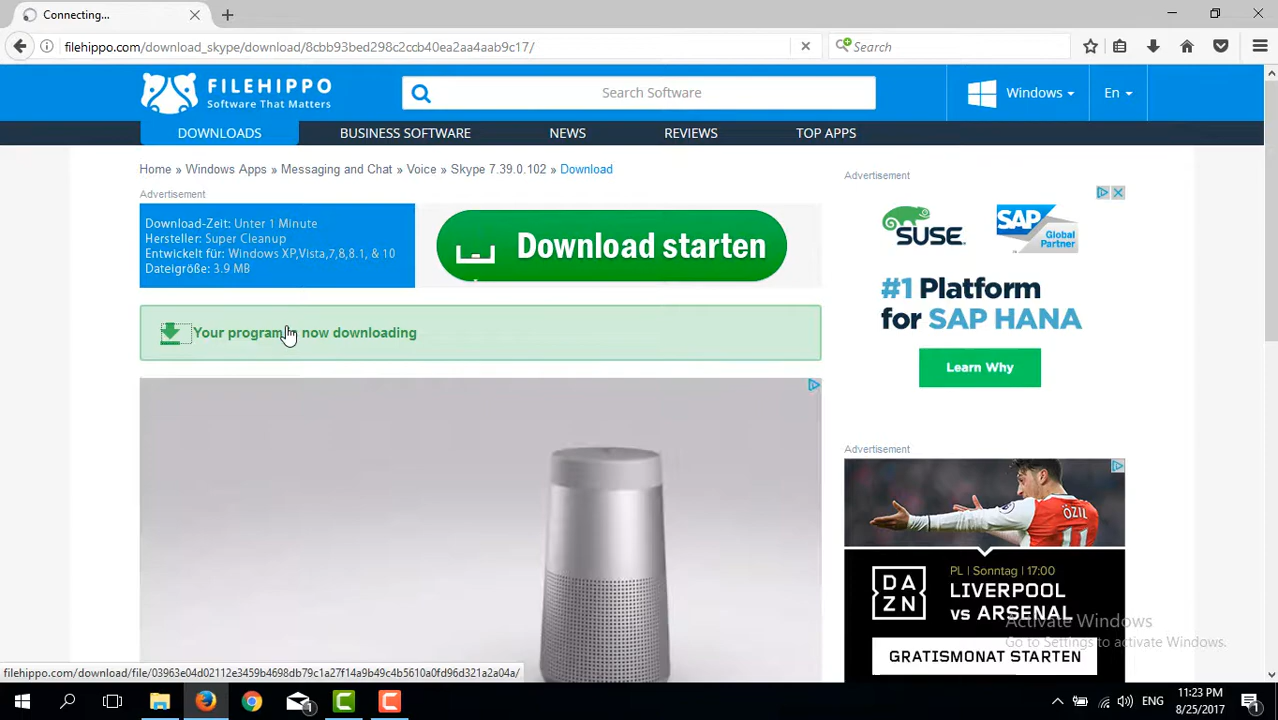 Connecting...
filehippo.com/download_skype/download/8cbb93bed298c2ccb40ea2aa4aab9c17/
Search
FILEHIPPO
Software That Matters
Search Software
Windows
En
DOWNLOADS
BUSINESS SOFTWARE
NEWS
REVIEWS
TOP APPS
Home » Windows Apps » Messaging and Chat » Voice » Skype 7.39.0.102 » Download
Advertisement
Download-Zeit: Unter 1 Minute
Hersteller: Super Cleanup
Entwickelt für: Windows XP,Vista,7,8,8.1, & 10
Dateigröße: 3.9 MB
Download starten
Your program now downloading
Advertisement
SUSE
SAP
Global
Partner
#1 Platform
for SAP HANA
Learn Why
Advertisement
ÖZIL
11
DAZN
PL | Sonntag | 17:00
LIVERPOOL
vs ARSENAL
GRATISMONAT STARTEN
Activate Windows
Go to Settings to activate Windows.
filehippo.com/download/file/03963e04d02112e3459b4698db79c1a27f14a9b49c4b5610a0fd96d321a2a04a/
1
ENG
11:23 PM
8/25/2017
1